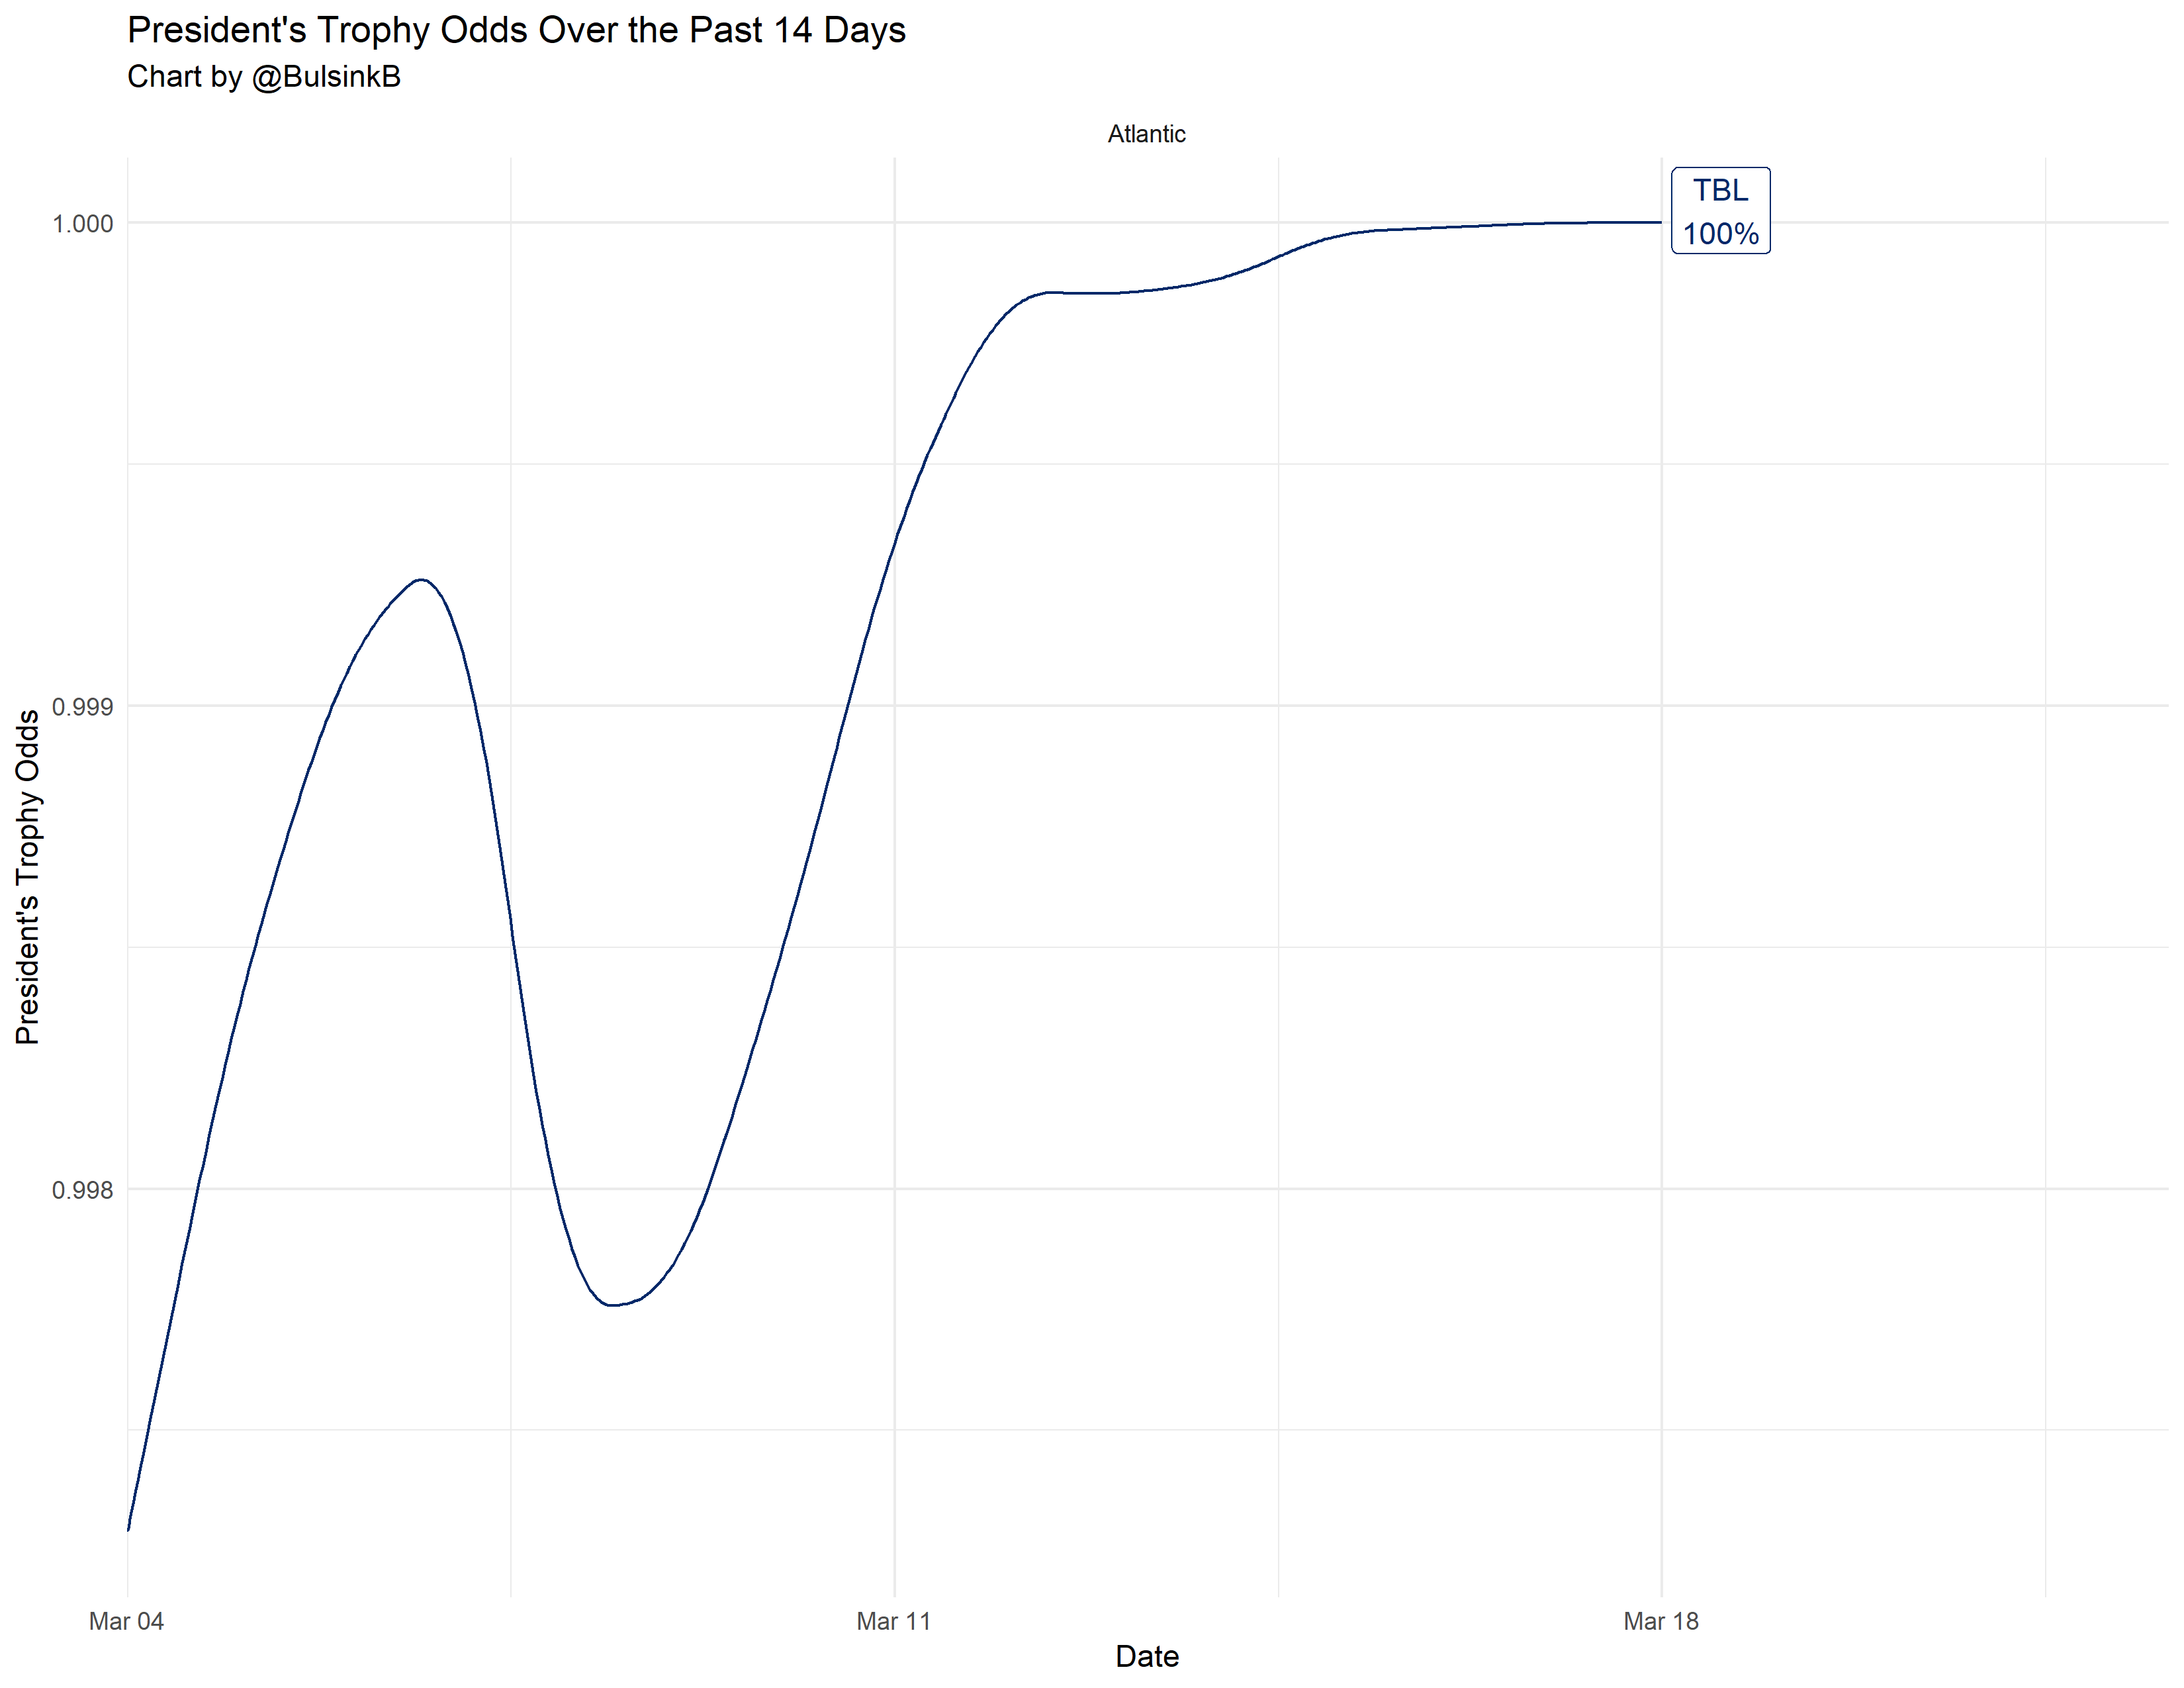 President's Trophy Odds Over the Past 14 Days
Chart by @BulsinkB
Atlantic
TBL
100%
1.000
0.999
0.998
President's Trophy Odds
Mar 04
Mar 11
Mar 18
Date